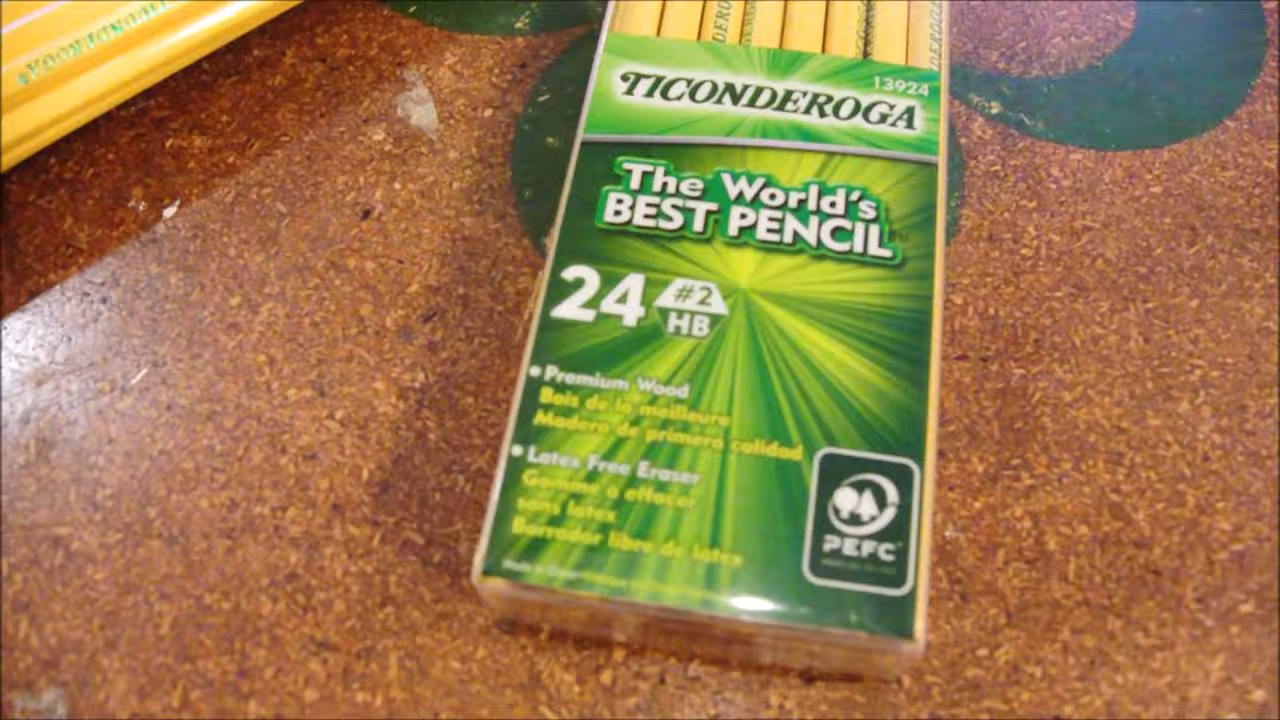 TICONDEROGA
13924
The World's
BEST PENCIL
24 #2
HB
• Premium Wood
Bois de la meilleure
Madera de primera calidad
• Latex Free Eraser
Gomme à effacer
sans latex
Borrador libre de latex
PEFC